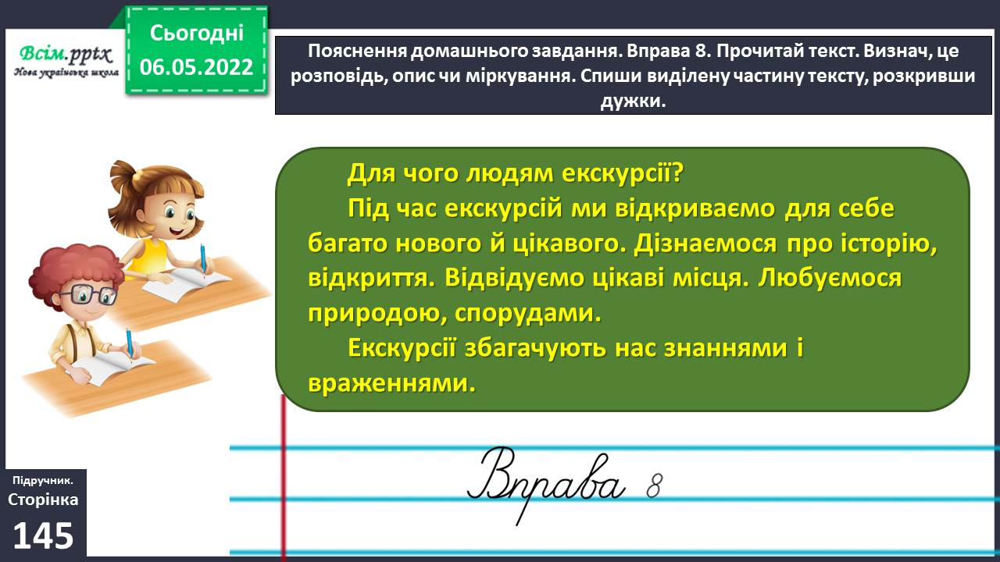 Всім.pptx
Нова українська школа
Сьогодні
06.05.2022
Пояснення домашнього завдання. Вправа 8. Прочитай текст. Визнач, це
розповідь, опис чи міркування. Спиши виділену частину тексту, розкривши
дужки.
Для чого людям екскурсії?
Під час екскурсій ми відкриваємо для себе
багато нового й цікавого. Дізнаємося про історію,
відкриття. Відвідуємо цікаві місця. Любуємося
природою, спорудами.
Екскурсії збагачують нас знаннями і
враженнями.
Вправа 8
Підручник.
Сторінка
145